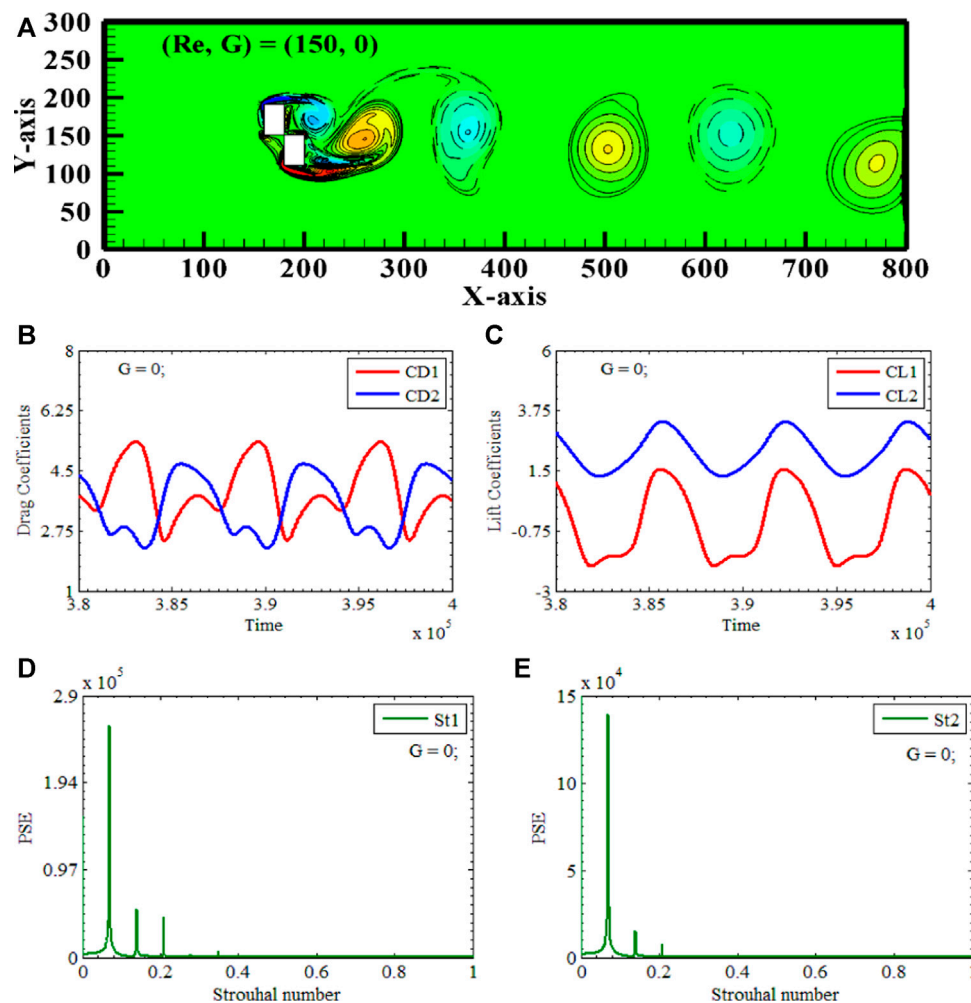 A
(Re, G) = (150, 0)
300
250
200
150
100
50
0
Y-axis
0 100 200 300 400 500 600 700 800
X-axis
B
G = 0;
CD1
CD2
8
6.25
4.5
2.75
1
Drag Coefficients
3.8 3.85 3.9 3.95 4
Time
x 10^5
C
G = 0;
CL1
CL2
6
3.75
1.5
-0.75
-3
Lift Coefficients
3.8 3.85 3.9 3.95 4
Time
x 10^5
D
x 10^5
2.9
1.94
0.97
0
PSE
St1
G = 0;
0 0.2 0.4 0.6 0.8 1
Strouhal number
E
x 10^4
15
10
5
0
PSE
St2
G = 0;
0 0.2 0.4 0.6 0.8 1
Strouhal number